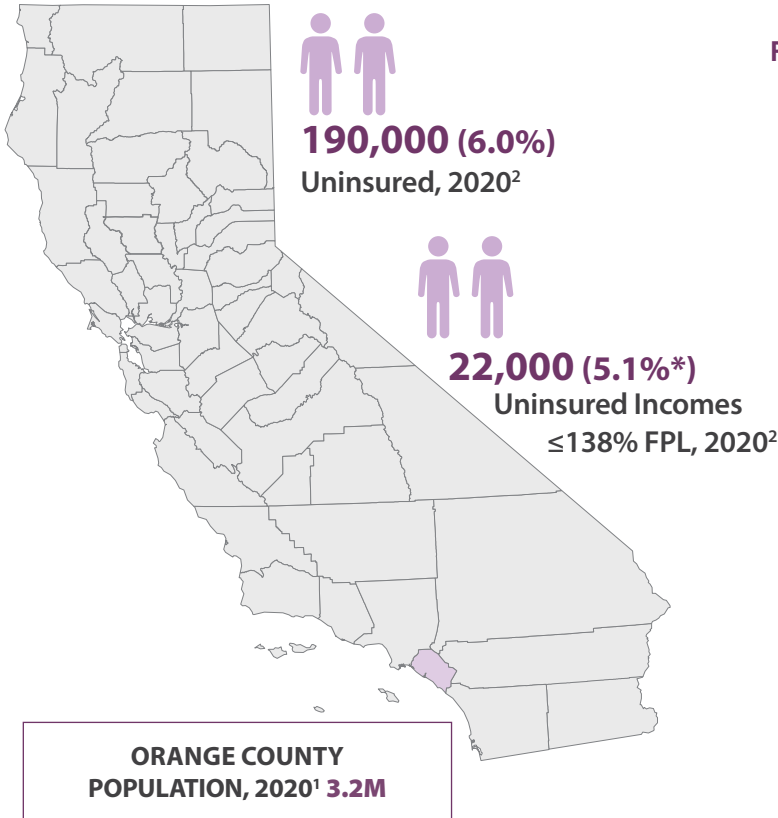 F
190,000 (6.0%)
Uninsured, 2020²
22,000 (5.1%*)
Uninsured Incomes
≤138% FPL, 2020²
ORANGE COUNTY
POPULATION, 2020¹ 3.2M